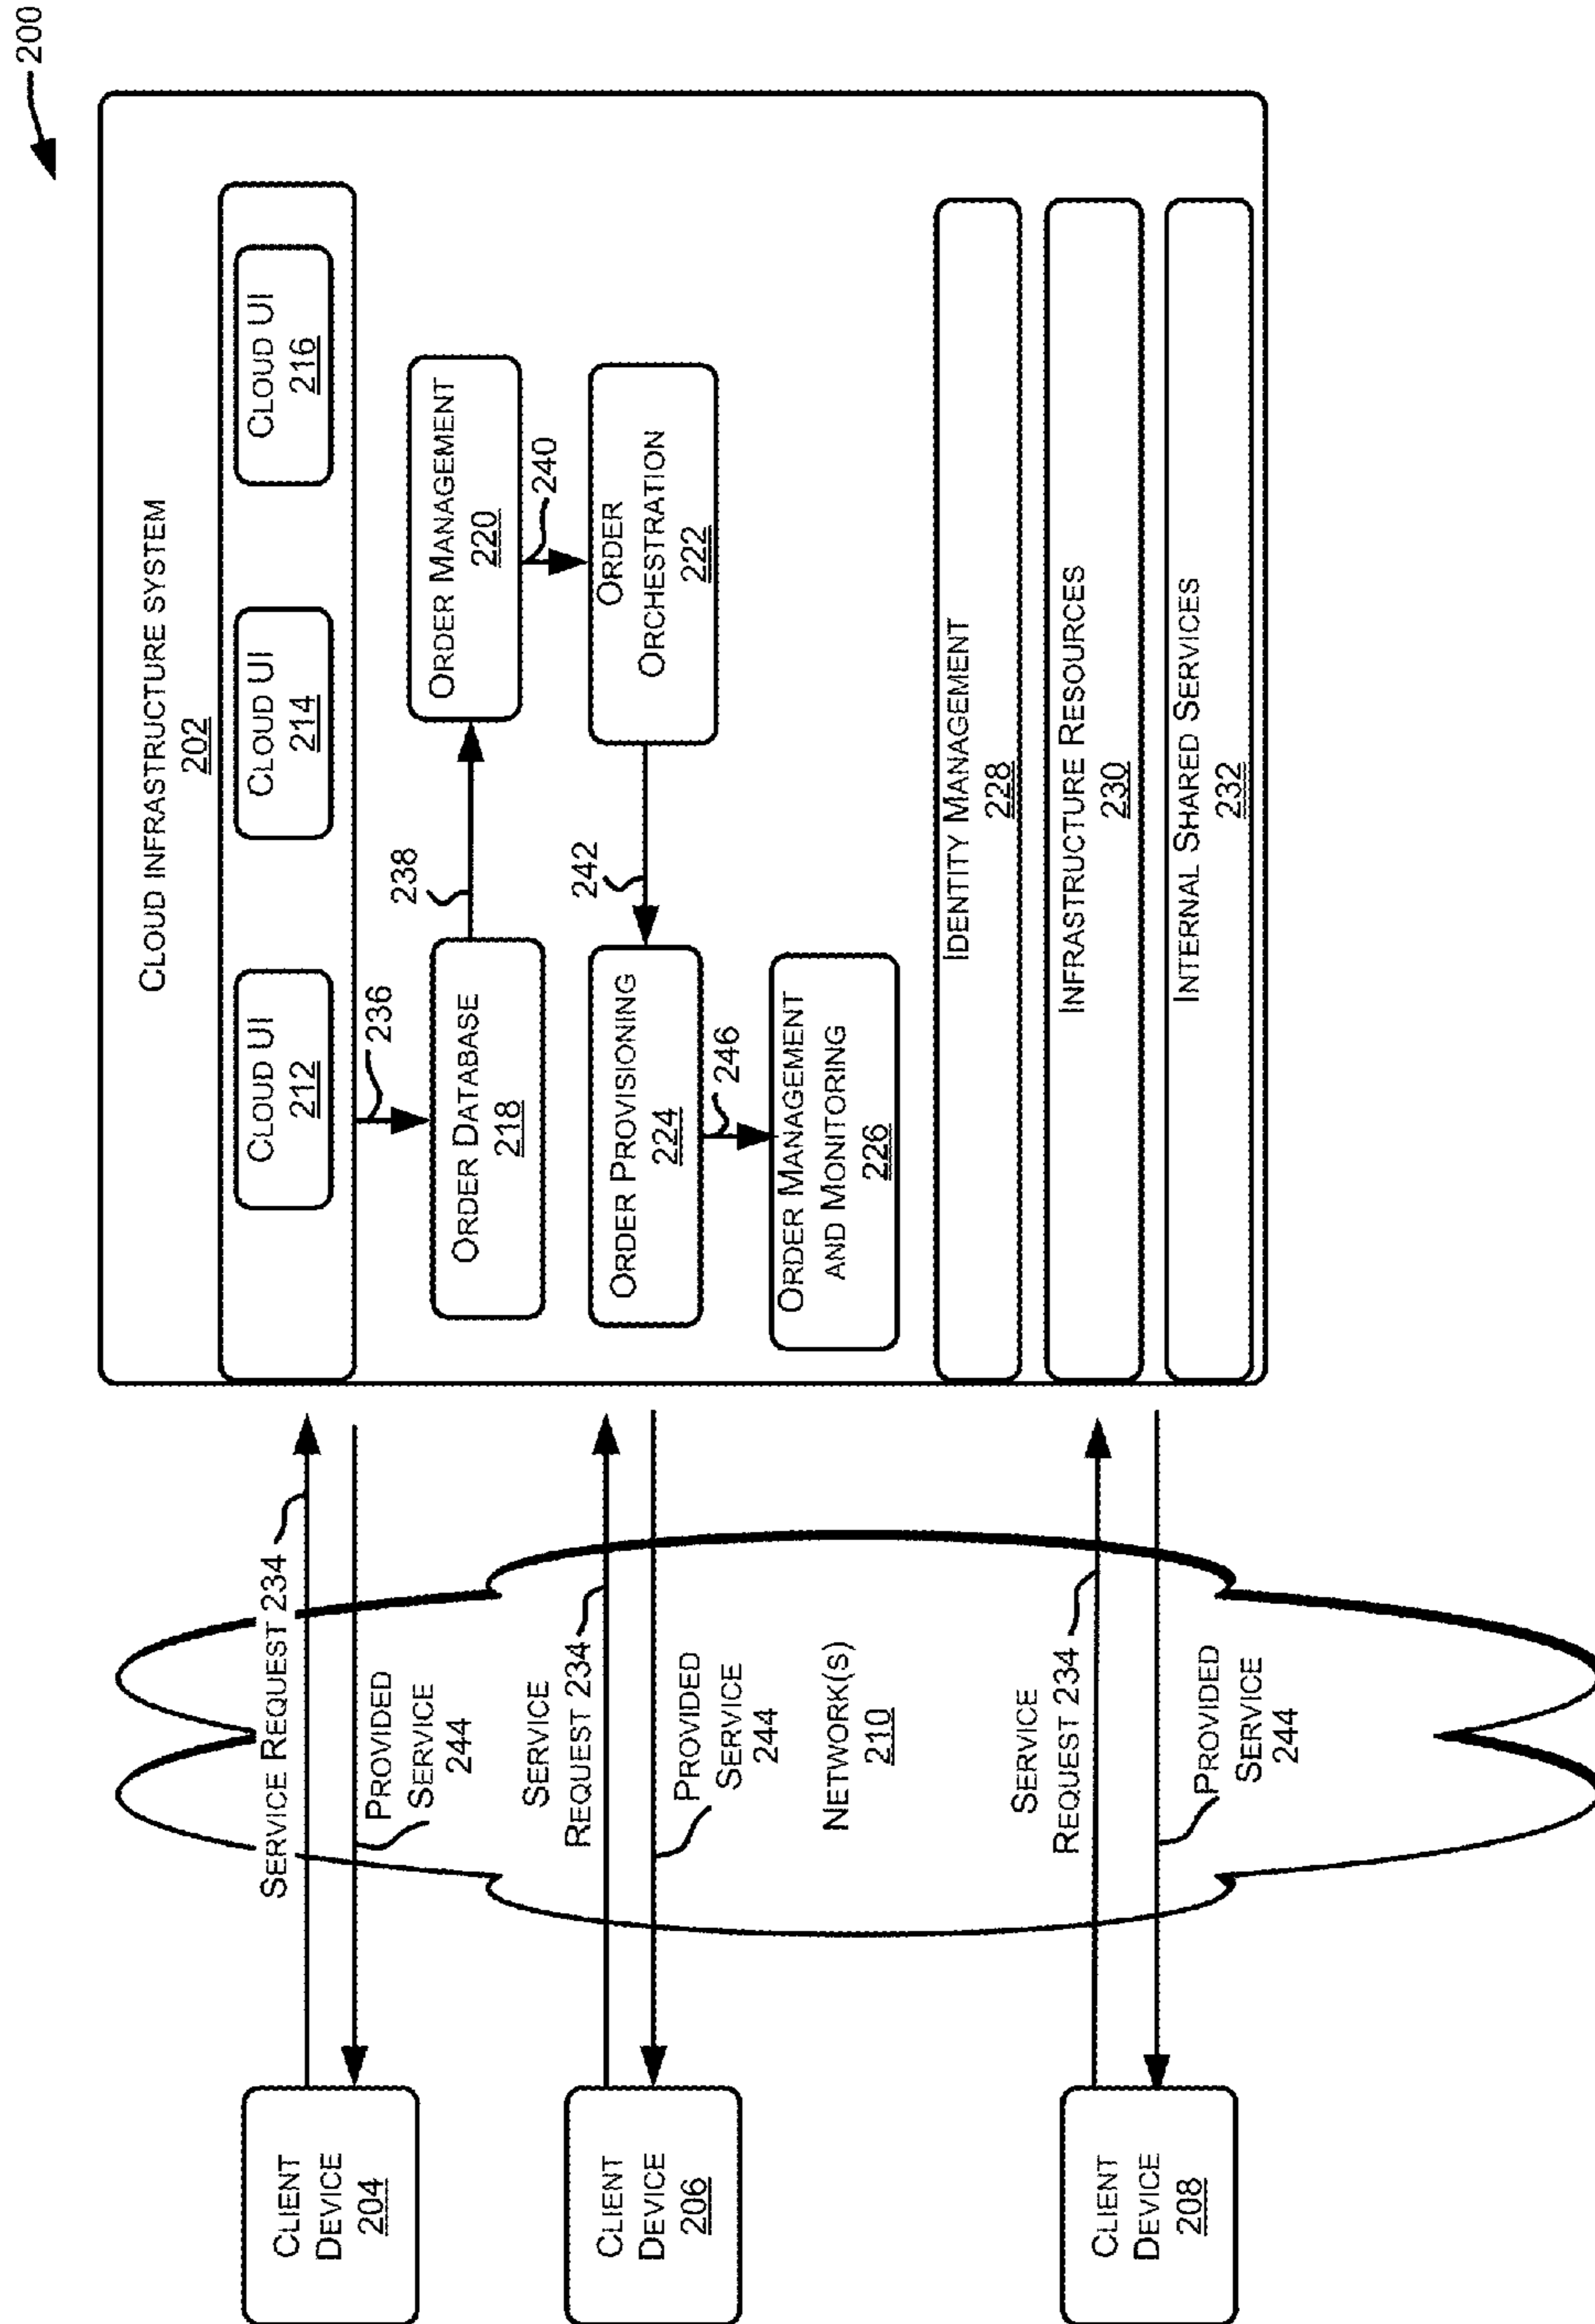 200
CLOUD INFRASTRUCTURE SYSTEM
202
CLOUD UI
212
CLOUD UI
214
CLOUD UI
216
236
ORDER DATABASE
218
238
ORDER MANAGEMENT
220
240
ORDER
ORCHESTRATION
222
242
ORDER PROVISIONING
224
246
ORDER MANAGEMENT
AND MONITORING
226
IDENTITY MANAGEMENT
228
INFRASTRUCTURE RESOURCES
230
INTERNAL SHARED SERVICES
232
CLIENT
DEVICE
204
SERVICE REQUEST 234
PROVIDED
SERVICE
244
CLIENT
DEVICE
206
SERVICE
REQUEST 234
PROVIDED
SERVICE
244
NETWORK(S)
210
CLIENT
DEVICE
208
SERVICE
REQUEST 234
PROVIDED
SERVICE
244